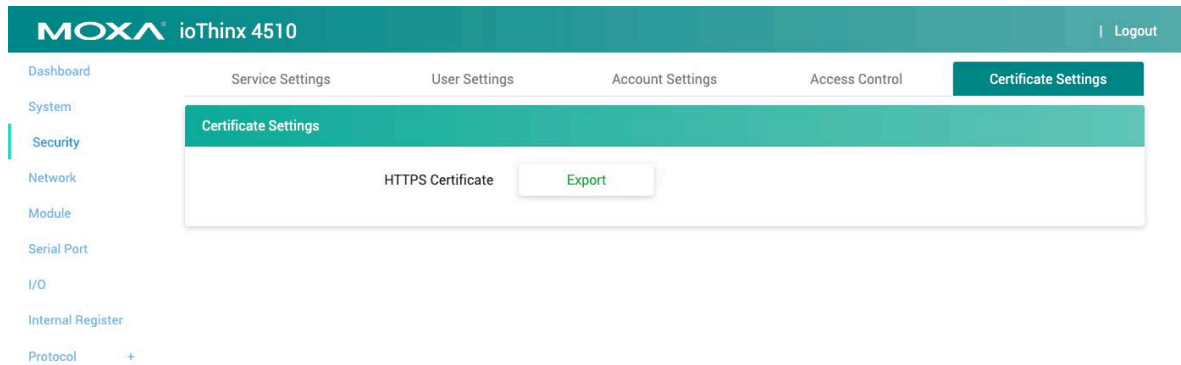 MOXA® ioThinx 4510
| Logout
Dashboard
System
Security
Network
Module
Serial Port
I/O
Internal Register
Protocol +
Service Settings
User Settings
Account Settings
Access Control
Certificate Settings
Certificate Settings
HTTPS Certificate
Export